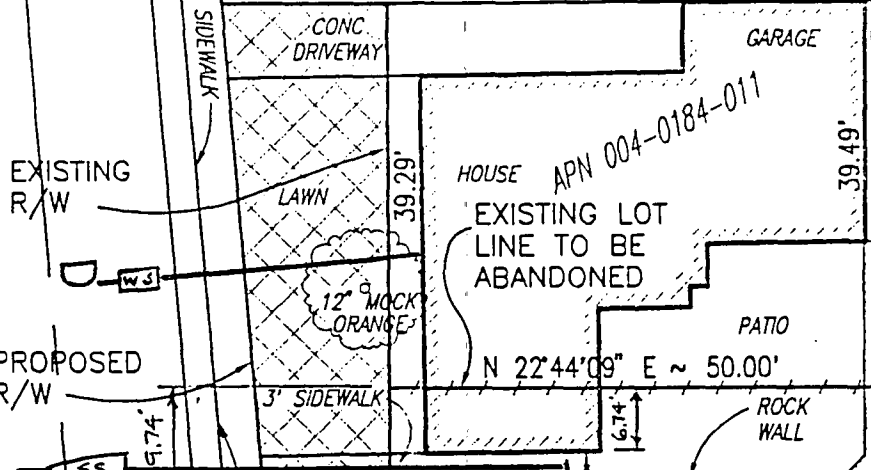 CONC
DRIVEWAY
GARAGE
SIDEWALK
APN 004-0184-011
EXISTING
R/W
LAWN
39.29'
HOUSE
39.49'
EXISTING LOT
LINE TO BE
ABANDONED
WS
12" MOCK
ORANGE
PATIO
PROPOSED
R/W
N 22°44'09" E ~ 50.00'
3' SIDEWALK
9.74'
6.74'
ROCK
WALL
SS